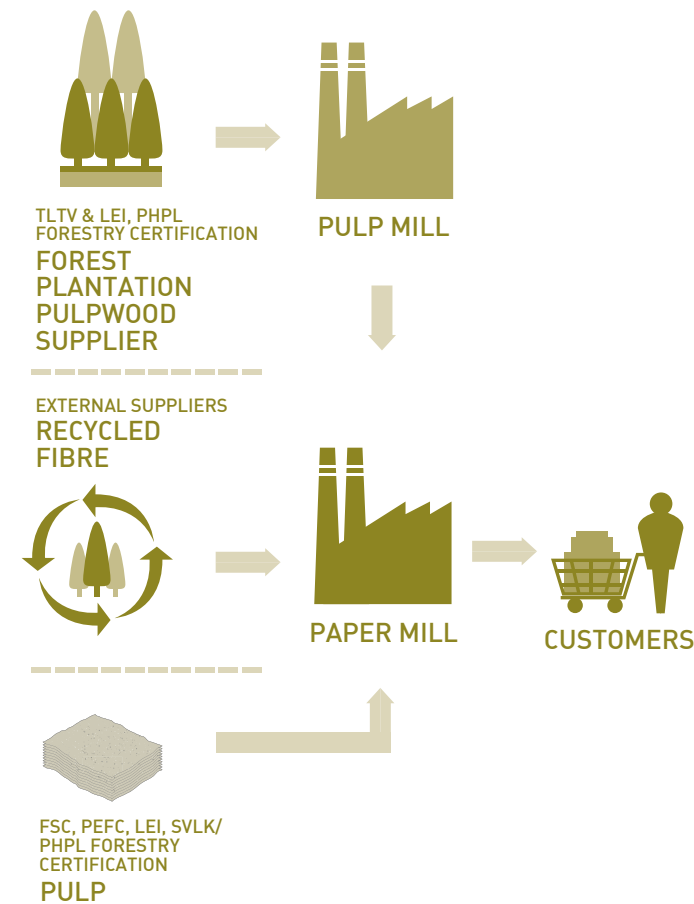 TLTV & LEI, PHPL
FORESTRY CERTIFICATION
FOREST
PLANTATION
PULPWOOD
SUPPLIER
PULP MILL
EXTERNAL SUPPLIERS
RECYCLED
FIBRE
PAPER MILL
CUSTOMERS
FSC, PEFC, LEI, SVLK/
PHPL FORESTRY
CERTIFICATION
PULP